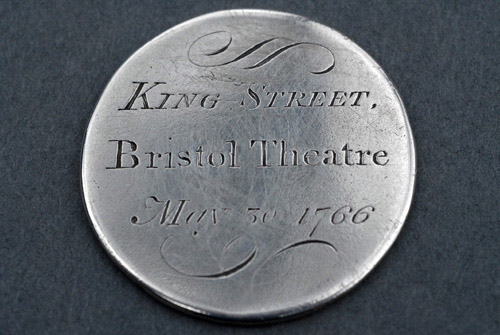 KING STREET,
Bristol Theatre
May 30 1766